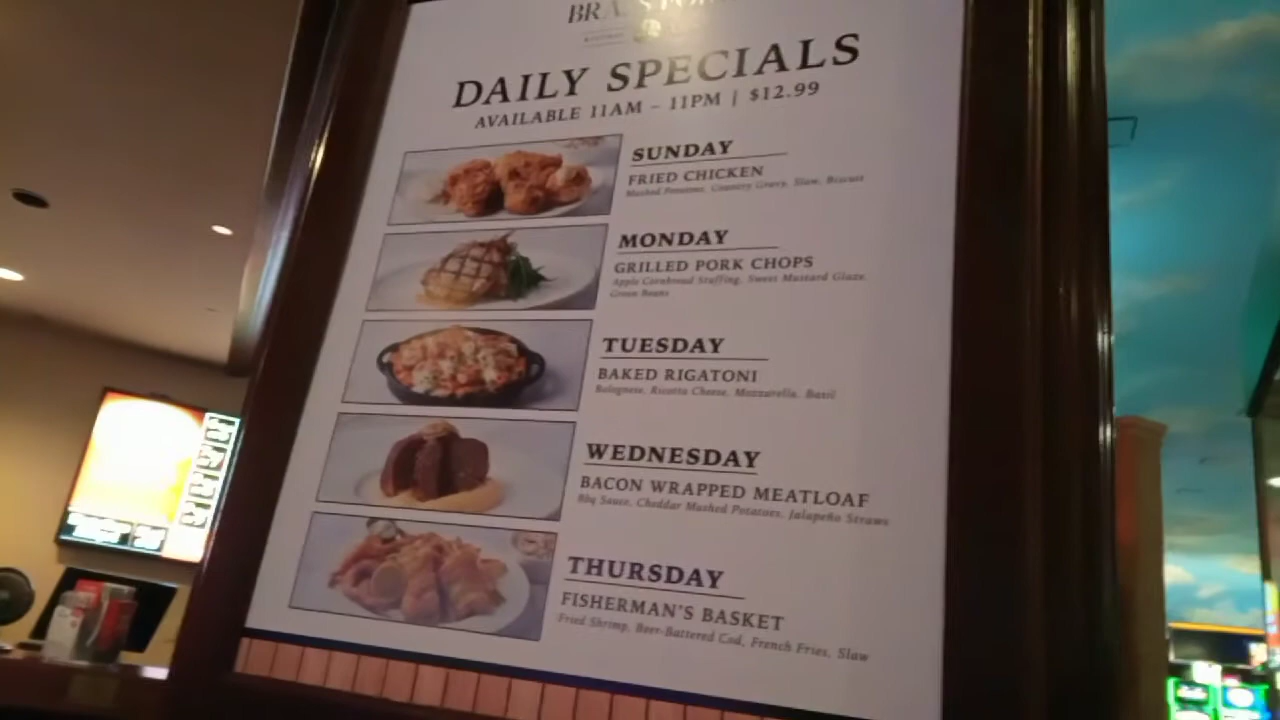 DAILY SPECIALS
AVAILABLE 11AM – 11PM | $12.99
SUNDAY
FRIED CHICKEN
Mashed Potatoes, Country Gravy, Slaw, Biscuit
MONDAY
GRILLED PORK CHOPS
Apple Cornbread Stuffing, Sweet Mustard Glaze,
Green Beans
TUESDAY
BAKED RIGATONI
Bolognese, Ricotta Cheese, Mozzarella, Basil
WEDNESDAY
BACON WRAPPED MEATLOAF
Bbq Sauce, Cheddar Mashed Potatoes, Jalapeño Straws
THURSDAY
FISHERMAN'S BASKET
Fried Shrimp, Beer-Battered Cod, French Fries, Slaw